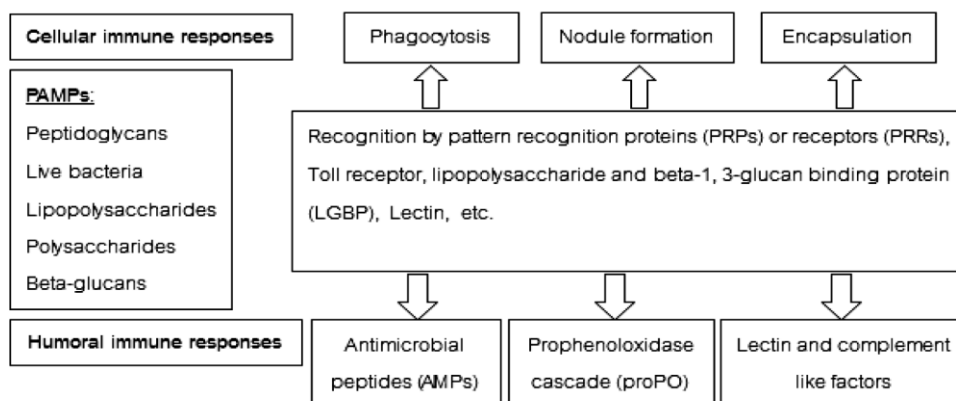 Cellular immune responses
Phagocytosis
Nodule formation
Encapsulation
PAMPs:
Peptidoglycans
Live bacteria
Lipopolysaccharides
Polysaccharides
Beta-glucans
Recognition by pattern recognition proteins (PRPs) or receptors (PRRs),
Toll receptor, lipopolysaccharide and beta-1, 3-glucan binding protein
(LGBP), Lectin, etc.
Humoral immune responses
Antimicrobial
peptides (AMPs)
Prophenoloxidase
cascade (proPO)
Lectin and complement
like factors